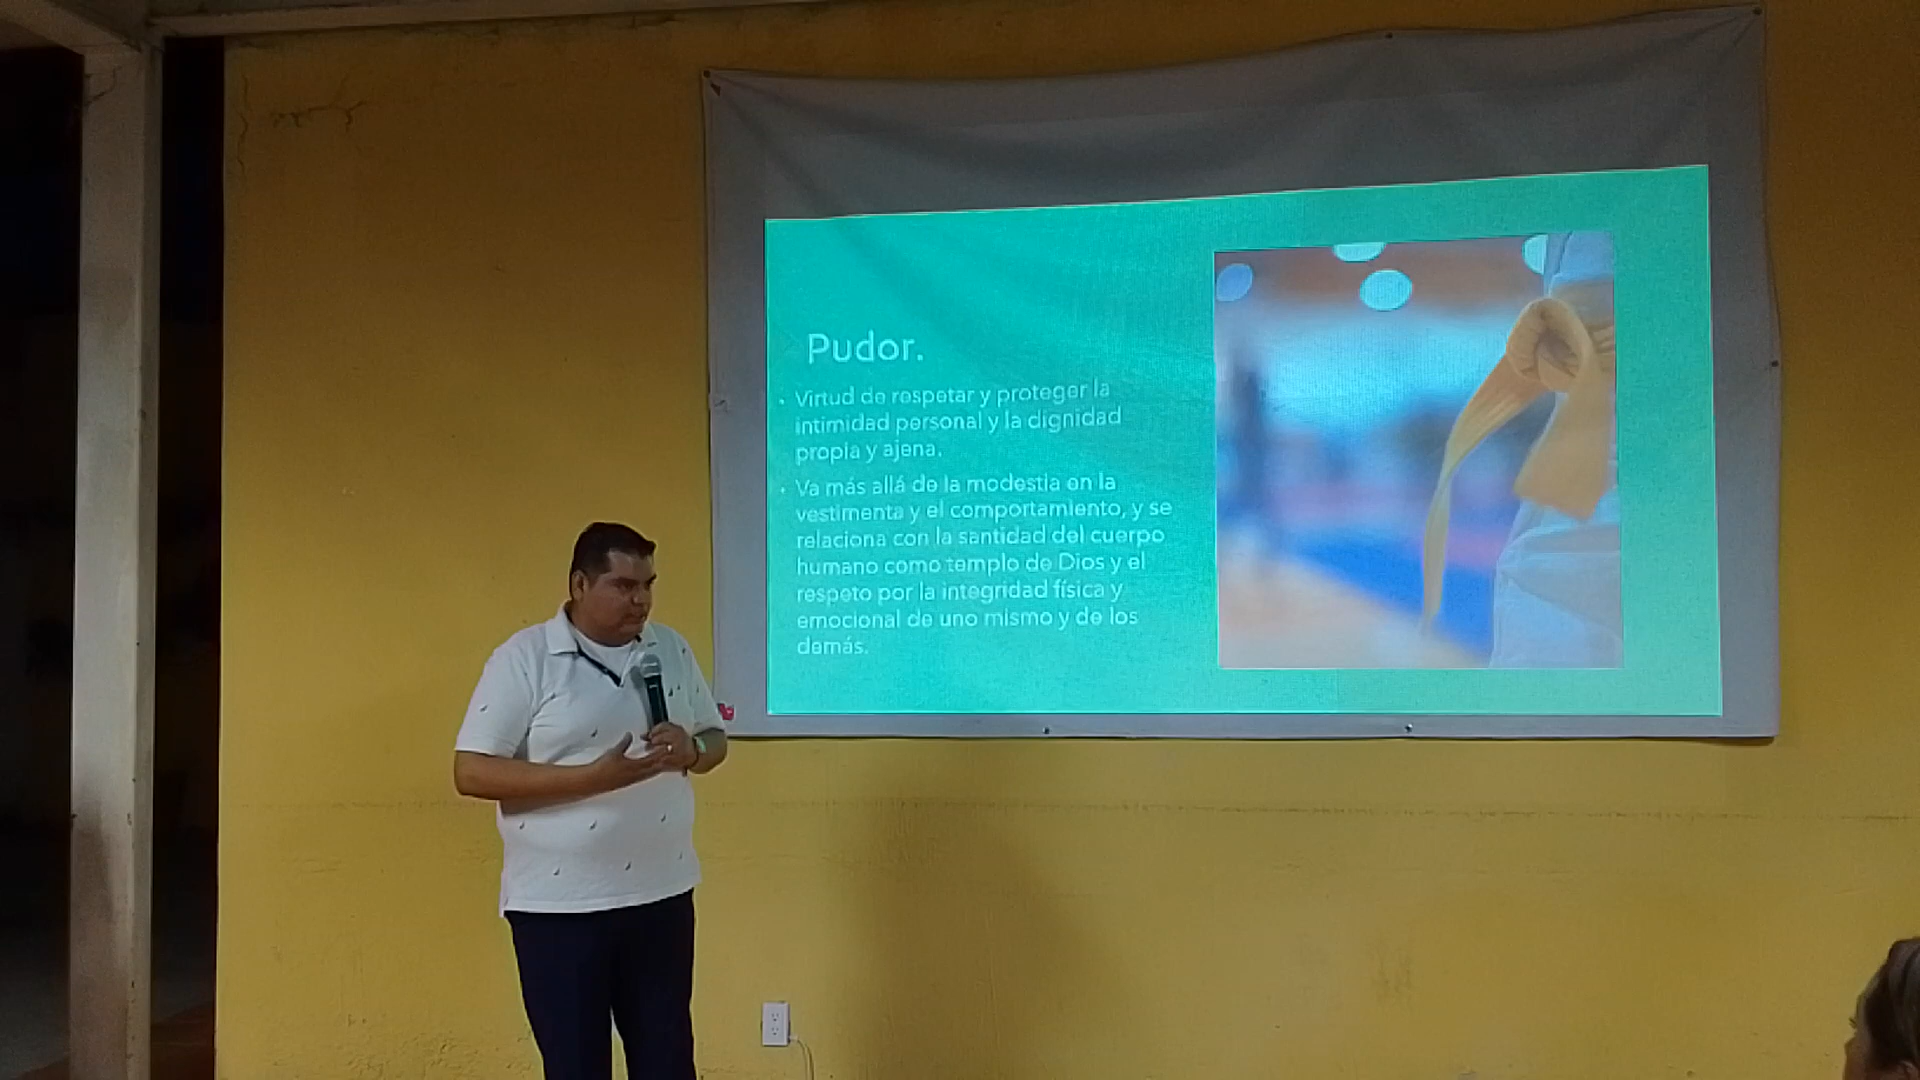 Pudor.
• Virtud de respetar y proteger la
intimidad personal y la dignidad
propia y ajena.
• Va más allá de la modestia en la
vestimenta y el comportamiento, y se
relaciona con la santidad del cuerpo
humano como templo de Dios y el
respeto por la integridad física y
emocional de uno mismo y de los
demás.